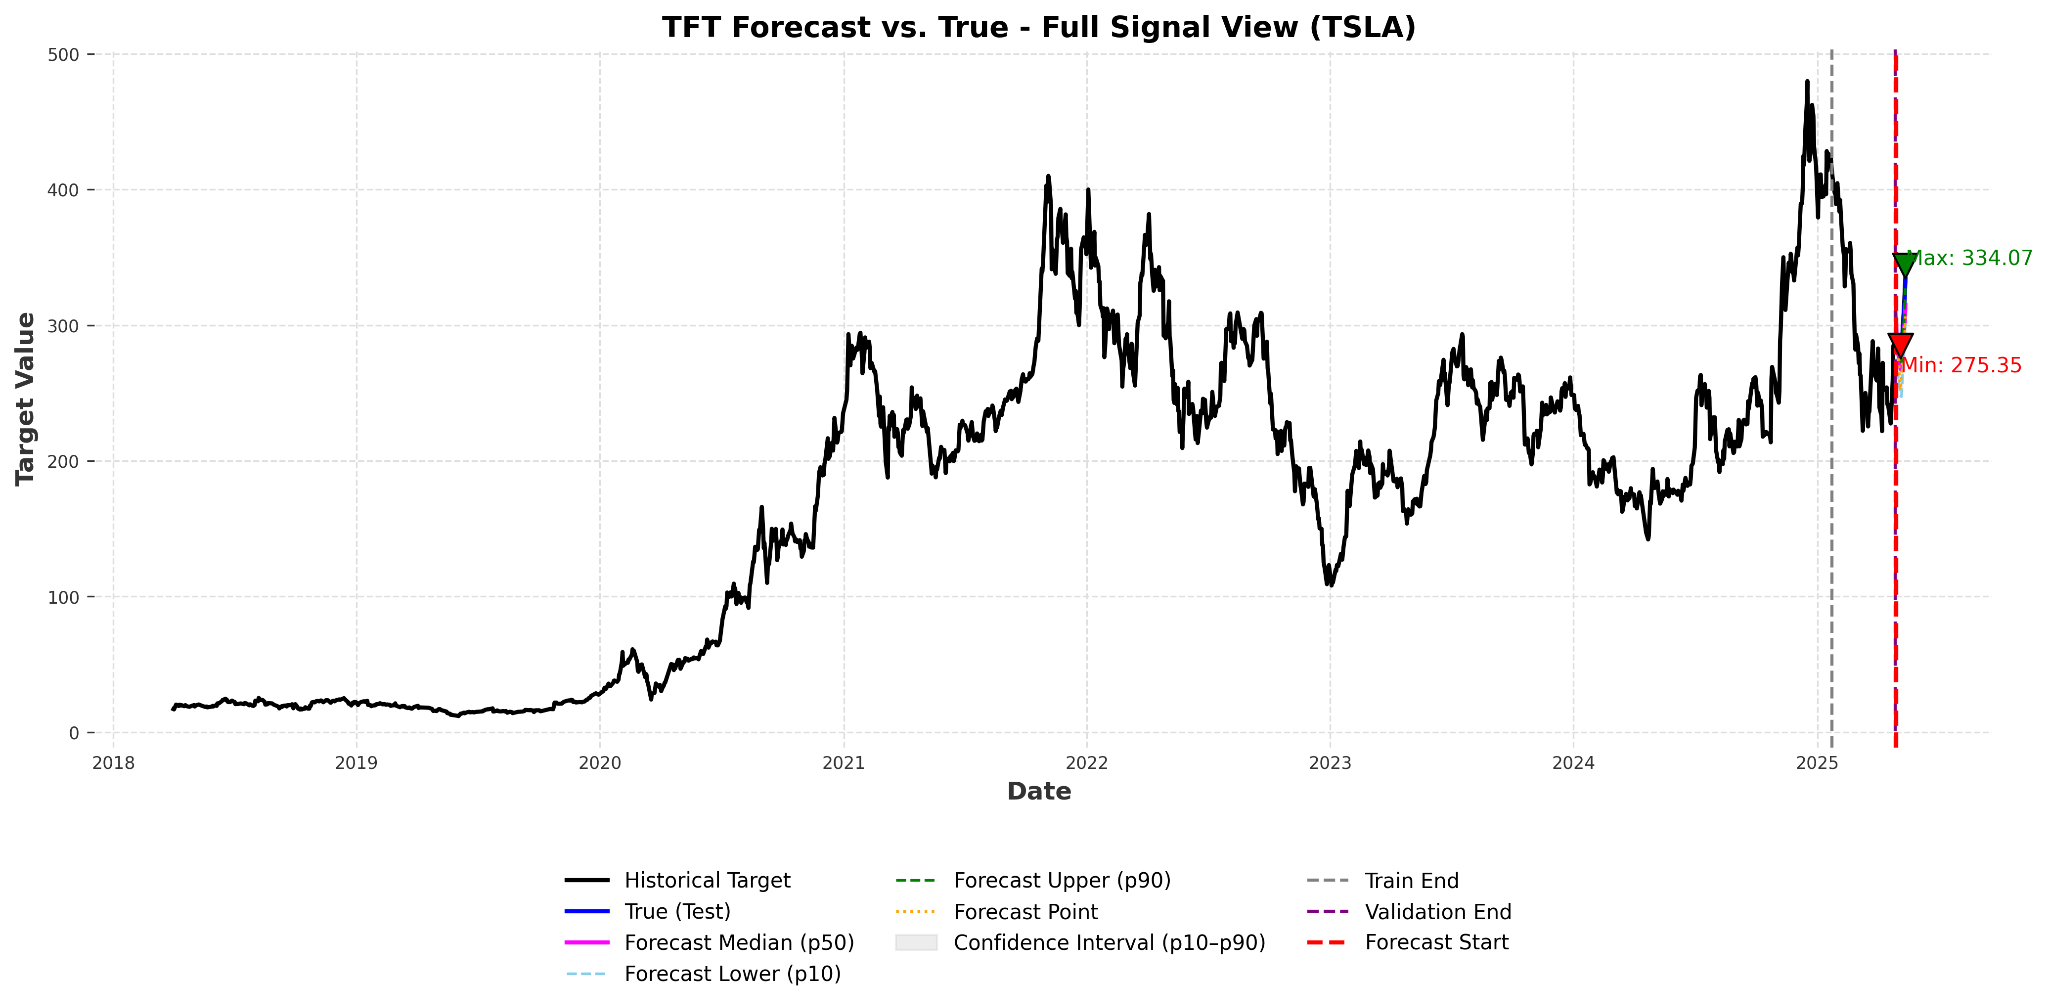 TFT Forecast vs. True - Full Signal View (TSLA)
Target Value
500
400
300
200
100
0
Max: 334.07
Min: 275.35
2018 2019 2020 2021 2022 2023 2024 2025
Date
Historical Target
True (Test)
Forecast Median (p50)
Forecast Lower (p10)
Forecast Upper (p90)
Forecast Point
Confidence Interval (p10–p90)
Train End
Validation End
Forecast Start